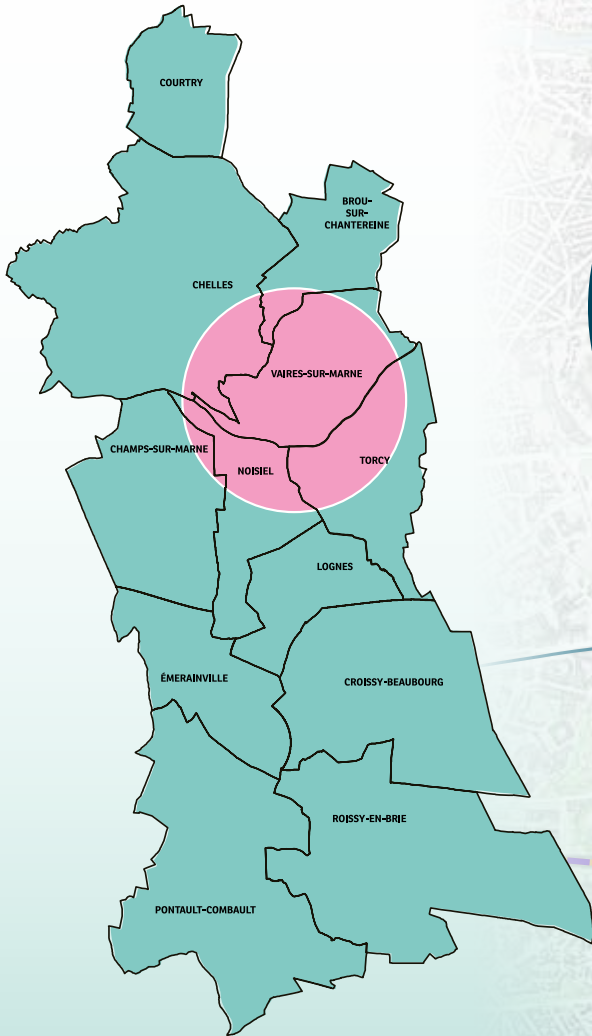 COURTRY
BROU-
SUR-
CHANTEREINE
CHELLES
VAIRES-SUR-MARNE
CHAMPS-SUR-MARNE
NOISIEL
TORCY
LOGNES
ÉMERAINVILLE
CROISSY-BEAUBOURG
ROISSY-EN-BRIE
PONTAULT-COMBAULT